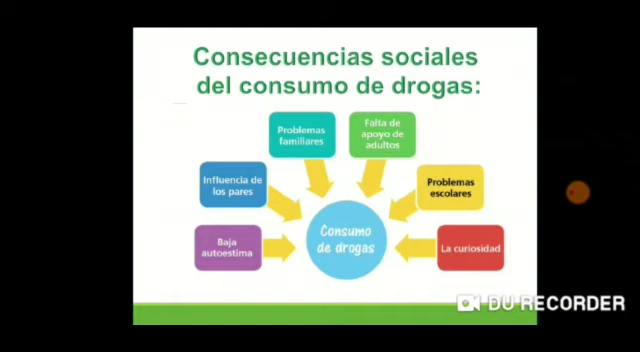 Consecuencias sociales
del consumo de drogas:
Problemas
familiares
Falta de
apoyo de
adultos
Influencia de
los pares
Problemas
escolares
Baja
autoestima
Consumo
de drogas
La curiosidad
DU RECORDER